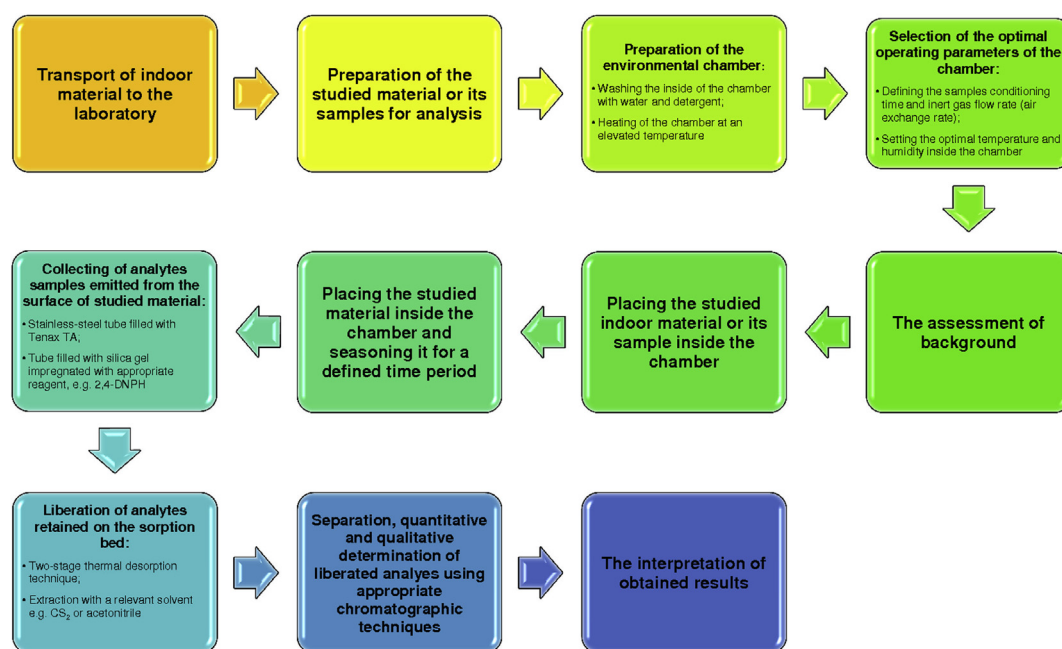 Transport of indoor
material to the
laboratory
Preparation of the
studied material or its
samples for analysis
Preparation of the
environmental chamber:
• Washing the inside of the chamber
with water and detergent;
• Heating of the chamber at an
elevated temperature
Selection of the optimal
operating parameters of the
chamber:
• Defining the samples conditioning
time and inert gas flow rate (air
exchange rate);
• Setting the optimal temperature and
humidity inside the chamber
The assessment of
background
Placing the studied
indoor material or its
sample inside the
chamber
Placing the studied
material inside the
chamber and
seasoning it for a
defined time period
Collecting of analytes
samples emitted from the
surface of studied material:
• Stainless-steel tube filled with
Tenax TA;
• Tube filled with silica gel
impregnated with appropriate
reagent, e.g. 2,4-DNPH
Liberation of analytes
retained on the sorption
bed:
• Two-stage thermal desorption
technique;
• Extraction with a relevant solvent
e.g. CS₂ or acetonitrile
Separation, quantitative
and qualitative
determination of
liberated analyes using
appropriate
chromatographic
techniques
The interpretation of
obtained results